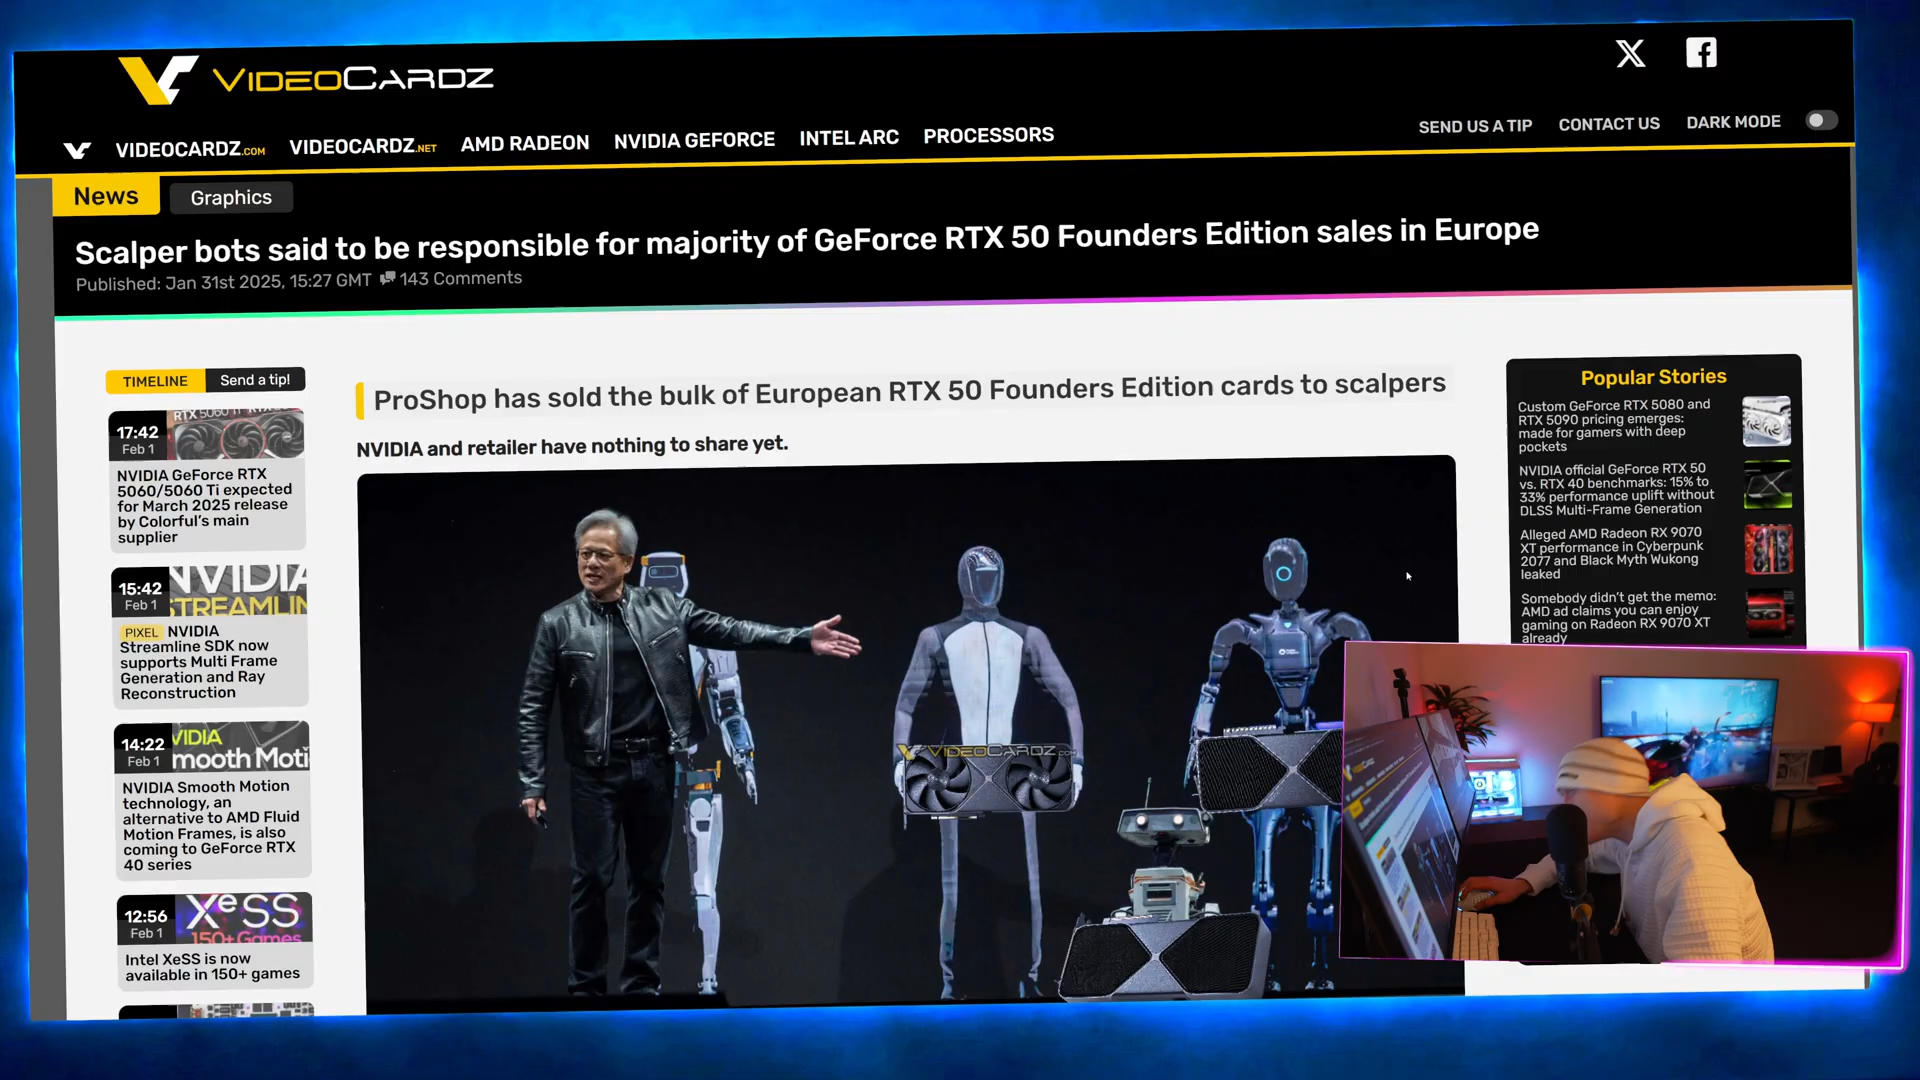 VIDEOCARDZ
VIDEOCARDZ.COM
VIDEOCARDZ.NET
AMD RADEON
NVIDIA GEFORCE
INTEL ARC
PROCESSORS
SEND US A TIP
CONTACT US
DARK MODE
News
Graphics
Scalper bots said to be responsible for majority of GeForce RTX 50 Founders Edition sales in Europe
Published: Jan 31st 2025, 15:27 GMT 143 Comments
TIMELINE
Send a tip!
17:42
Feb 1
NVIDIA GeForce RTX
5060/5060 Ti expected
for March 2025 release
by Colorful's main
supplier
15:42
Feb 1
NVIDIA
STREAMLIN
PIXEL NVIDIA
Streamline SDK now
supports Multi Frame
Generation and Ray
Reconstruction
14:22
Feb 1
VIDIA
mooth Moti
NVIDIA Smooth Motion
technology, an
alternative to AMD Fluid
Motion Frames, is also
coming to GeForce RTX
40 series
12:56
Feb 1
XeSS
150+ Games
Intel XeSS is now
available in 150+ games
ProShop has sold the bulk of European RTX 50 Founders Edition cards to scalpers
NVIDIA and retailer have nothing to share yet.
VIDEOCARDZ.COM
Popular Stories
Custom GeForce RTX 5080 and
RTX 5090 pricing emerges:
made for gamers with deep
pockets
NVIDIA official GeForce RTX 50
vs. RTX 40 benchmarks: 15% to
33% performance uplift without
DLSS Multi-Frame Generation
Alleged AMD Radeon RX 9070
XT performance in Cyberpunk
2077 and Black Myth Wukong
leaked
Somebody didn't get the memo:
AMD ad claims you can enjoy
gaming on Radeon RX 9070 XT
already